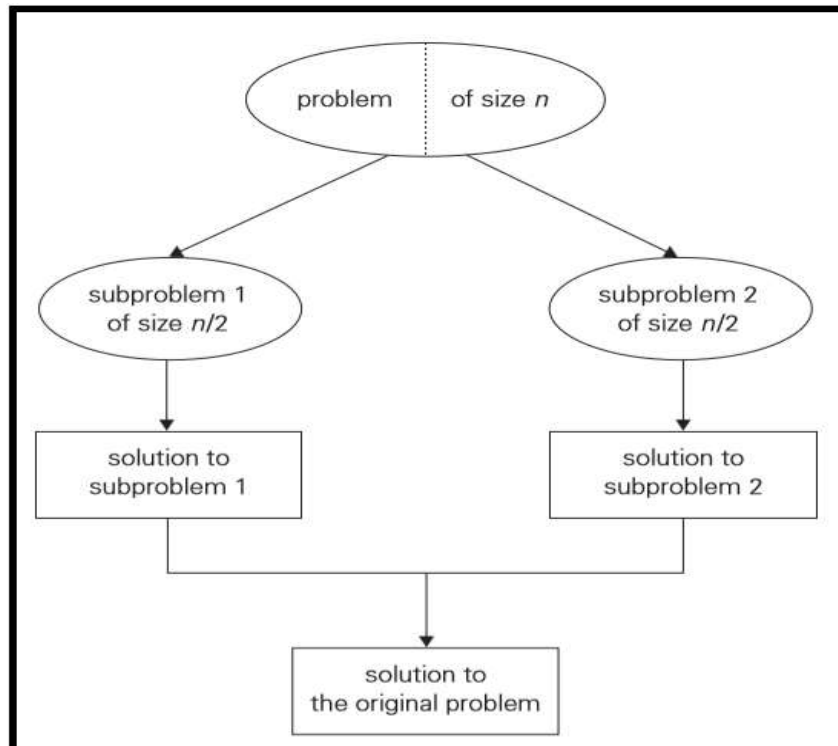 problem of size n
subproblem 1
of size n/2
subproblem 2
of size n/2
solution to
subproblem 1
solution to
subproblem 2
solution to
the original problem